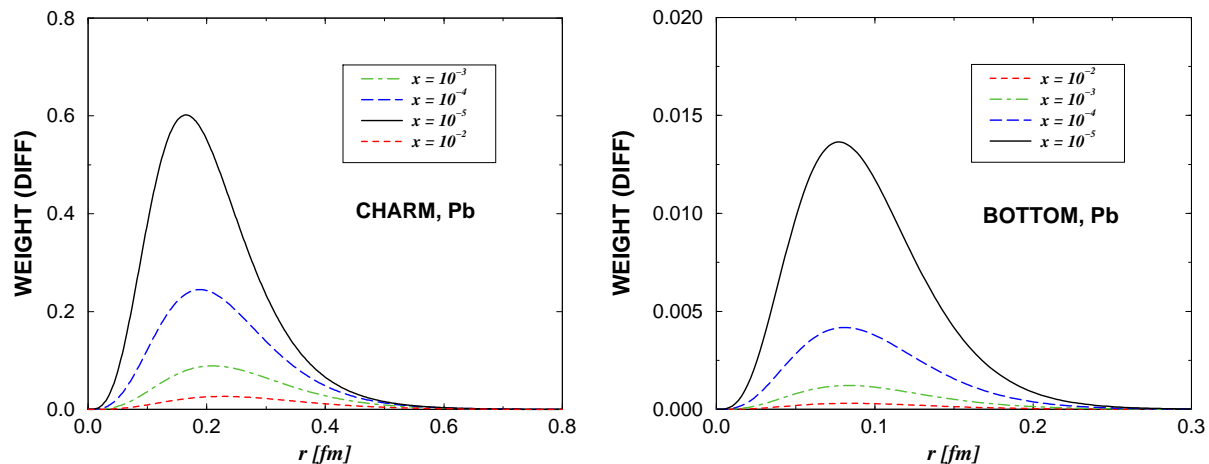 0.8
0.6
0.4
0.2
0.0
WEIGHT (DIFF)
x = 10⁻³
x = 10⁻⁴
x = 10⁻⁵
x = 10⁻²
CHARM, Pb
0.0 0.2 0.4 0.6 0.8
r [fm]
0.020
0.015
0.010
0.005
0.000
WEIGHT (DIFF)
x = 10⁻²
x = 10⁻³
x = 10⁻⁴
x = 10⁻⁵
BOTTOM, Pb
0.0 0.1 0.2 0.3
r [fm]